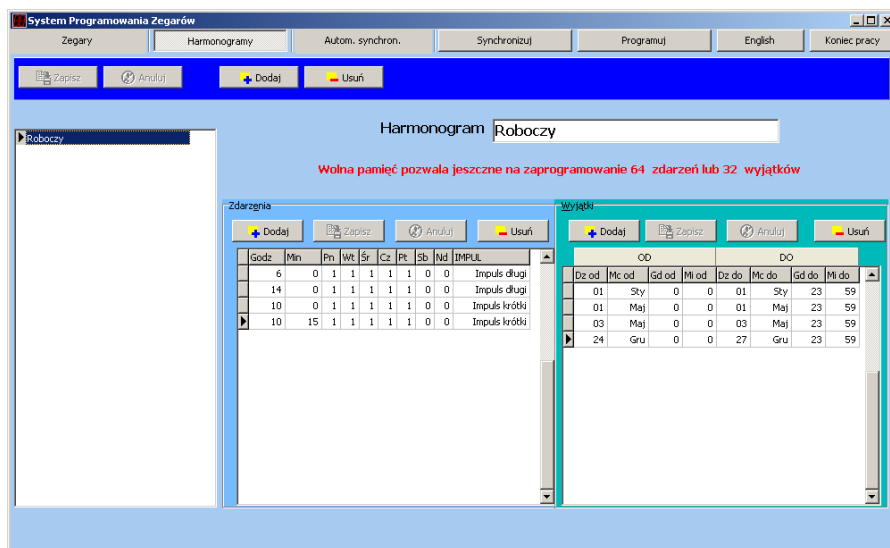 System Programowania Zegarów
Zegary Harmonogramy Autom. synchron. Synchronizuj Programuj English Koniec pracy
Zapisz Anuluj Dodaj Usuń
Harmonogram Roboczy
Roboczy
Wolna pamięć pozwala jeszczne na zaprogramowanie 64 zdarzeń lub 32 wyjątków
Zdarzenia
Dodaj Zapisz Anuluj Usuń
Godz Min Pn Wt Śr Cz Pt Sb Nd IMPUL
6 0 1 1 1 1 1 0 0 Impuls długi
14 0 1 1 1 1 1 0 0 Impuls długi
10 0 1 1 1 1 1 0 0 Impuls krótki
10 15 1 1 1 1 1 0 0 Impuls krótki
Wyjątki
Dodaj Zapisz Anuluj Usuń
OD DO
Dz od Mc od Gd od Mi od Dz do Mc do Gd do Mi do
01 Sty 0 0 01 Sty 23 59
01 Maj 0 0 01 Maj 23 59
03 Maj 0 0 03 Maj 23 59
24 Gru 0 0 27 Gru 23 59